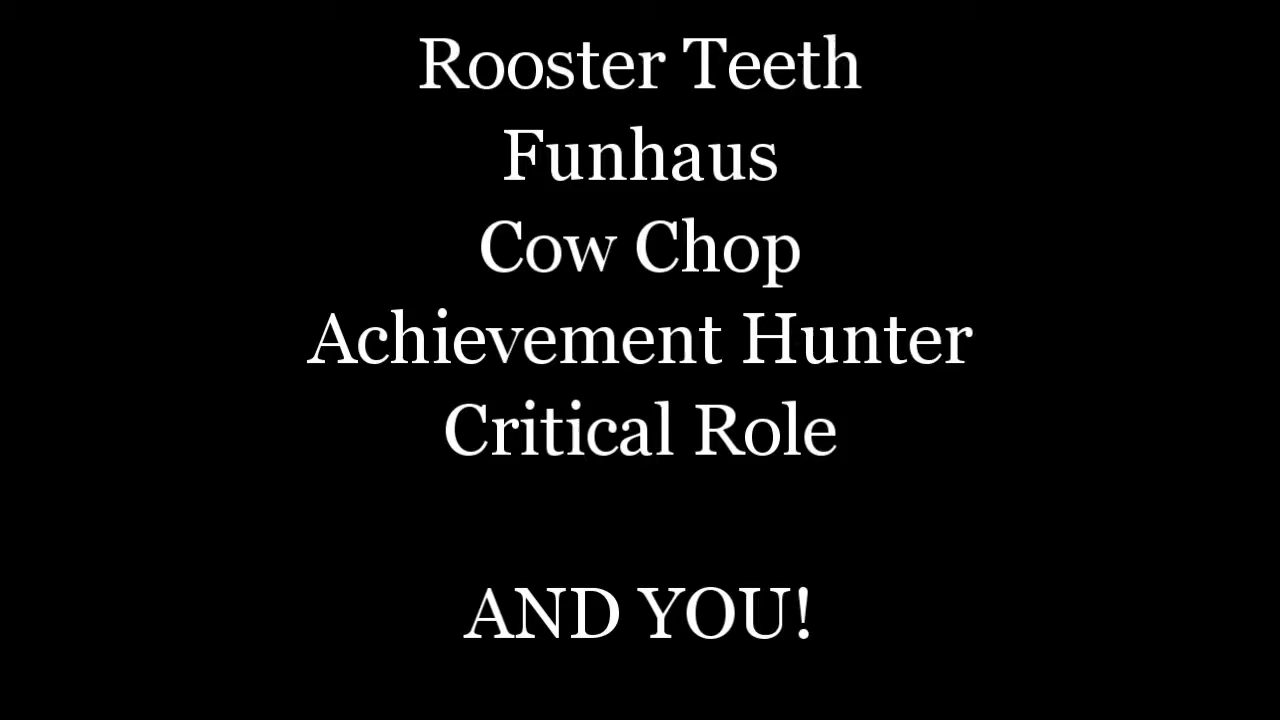 Rooster Teeth
Funhaus
Cow Chop
Achievement Hunter
Critical Role
AND YOU!